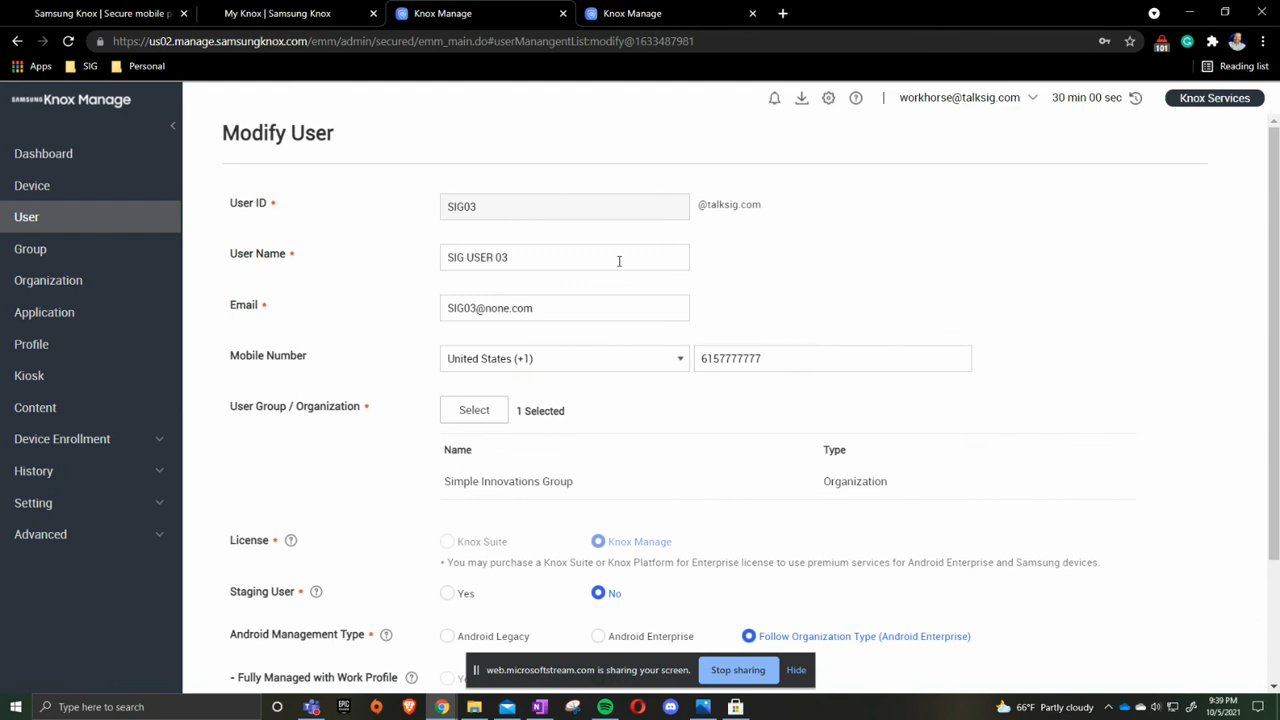 Samsung Knox | Secure mobile p
My Knox | Samsung Knox
Knox Manage
Knox Manage
https://us02.manage.samsungknox.com/emm/admin/secured/emm_main.do#userManangentList:modify@1633487981
101
Apps
SIG
Personal
Reading list
SAMSUNG Knox Manage
workhorse@talksig.com
30 min 00 sec
Knox Services
Dashboard
Device
User
Group
Organization
Application
Profile
Kiosk
Content
Device Enrollment
History
Setting
Advanced
Modify User
User ID *
SIG03
@talksig.com
User Name *
SIG USER 03
Email *
SIG03@none.com
Mobile Number
United States (+1)
6157777777
User Group / Organization *
Select
1 Selected
Name
Type
Simple Innovations Group
Organization
License *
Knox Suite
Knox Manage
• You may purchase a Knox Suite or Knox Platform for Enterprise license to use premium services for Android Enterprise and Samsung devices.
Staging User *
Yes
No
Android Management Type *
Android Legacy
Android Enterprise
Follow Organization Type (Android Enterprise)
- Fully Managed with Work Profile
web.microsoftstream.com is sharing your screen.
Stop sharing
Hide
Type here to search
EPIC
66°F Partly cloudy
9:39 PM
10/5/2021